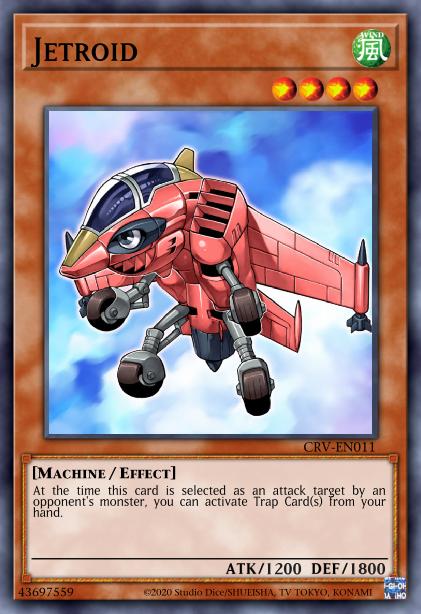 JETROID
WIND
風
CRV-EN011
[MACHINE / EFFECT]
At the time this card is selected as an attack target by an
opponent's monster, you can activate Trap Card(s) from your
hand.
ATK/1200 DEF/1800
43697559
©2020 Studio Dice/SHUEISHA, TV TOKYO, KONAMI